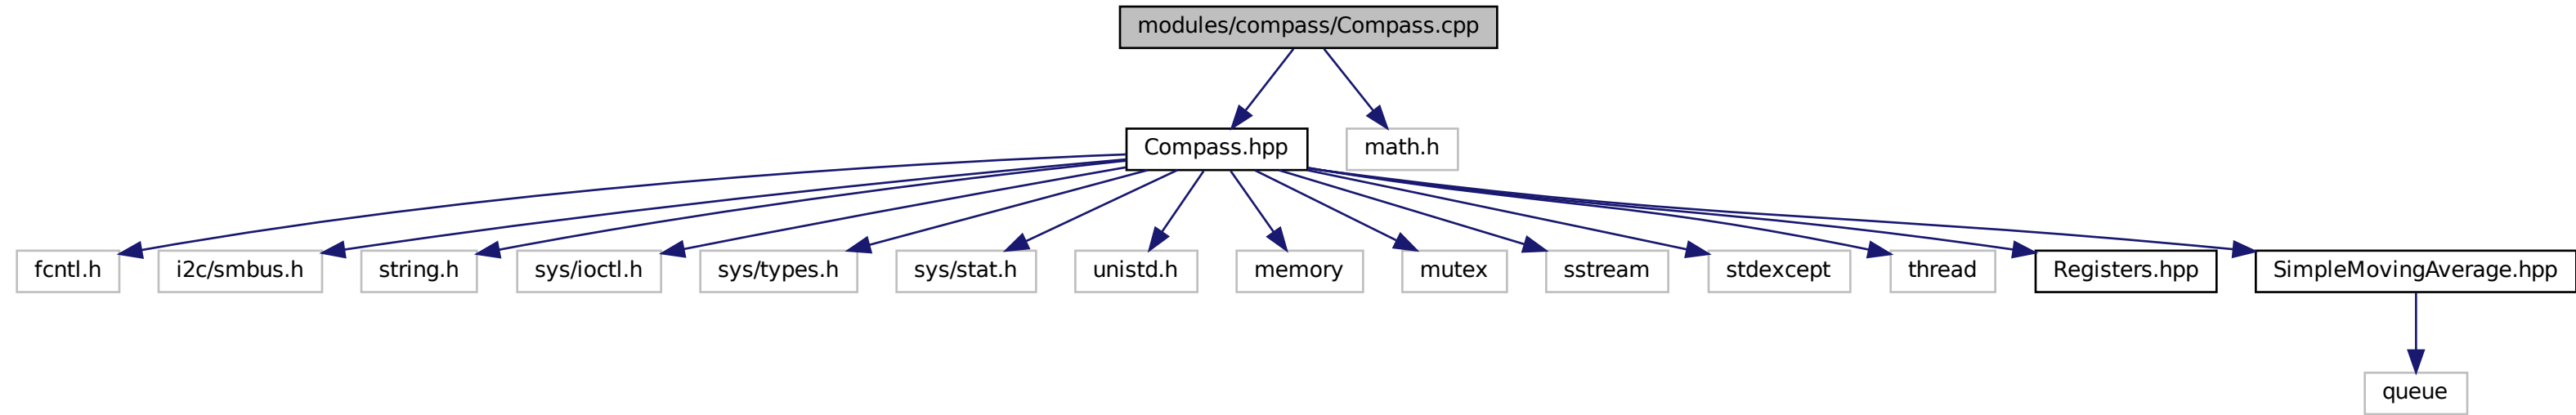 modules/compass/Compass.cpp
Compass.hpp
math.h
fcntl.h
i2c/smbus.h
string.h
sys/ioctl.h
sys/types.h
sys/stat.h
unistd.h
memory
mutex
sstream
stdexcept
thread
Registers.hpp
SimpleMovingAverage.hpp
queue